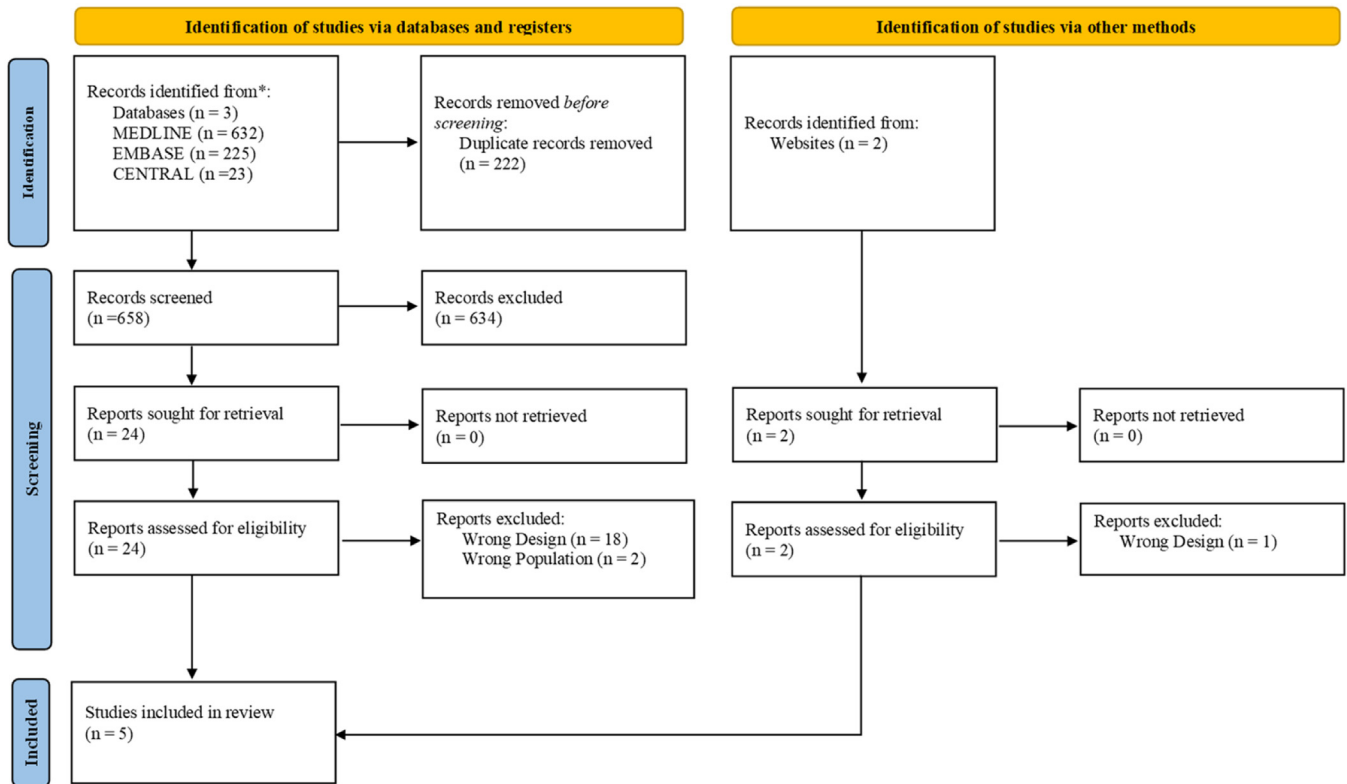 Identification of studies via databases and registers
Identification of studies via other methods
Identification
Records identified from*:
Databases (n = 3)
MEDLINE (n = 632)
EMBASE (n = 225)
CENTRAL (n =23)
Records removed before
screening:
Duplicate records removed
(n = 222)
Records identified from:
Websites (n = 2)
Screening
Records screened
(n =658)
Records excluded
(n = 634)
Reports sought for retrieval
(n = 24)
Reports not retrieved
(n = 0)
Reports sought for retrieval
(n = 2)
Reports not retrieved
(n = 0)
Reports assessed for eligibility
(n = 24)
Reports excluded:
Wrong Design (n = 18)
Wrong Population (n = 2)
Reports assessed for eligibility
(n = 2)
Reports excluded:
Wrong Design (n = 1)
Included
Studies included in review
(n = 5)